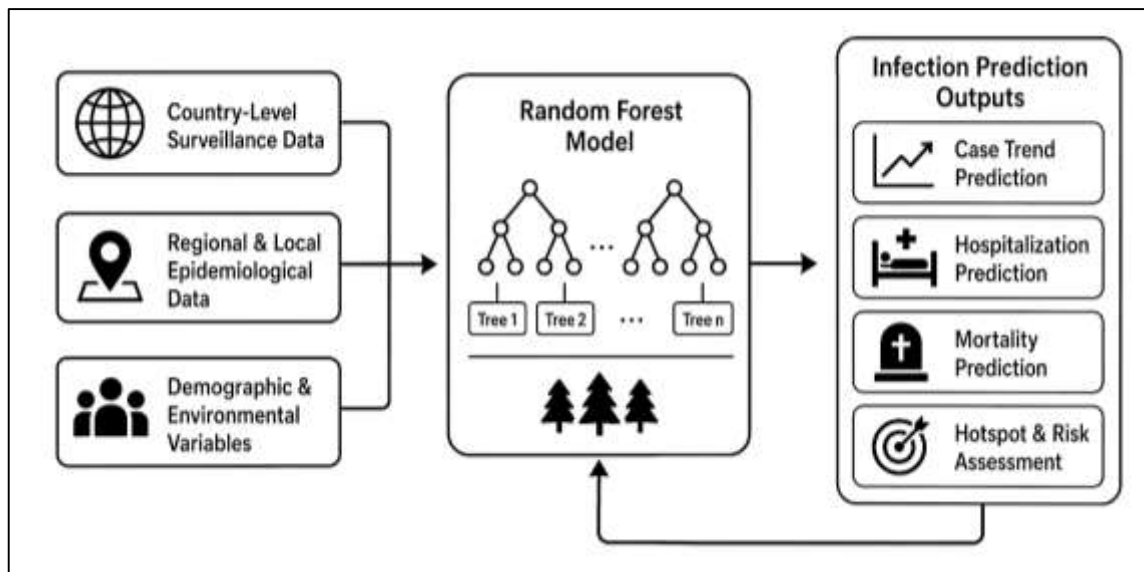 Country-Level
Surveillance Data
Regional & Local
Epidemiological
Data
Demographic &
Environmental
Variables
Random Forest
Model
...
Tree 1
Tree 2
...
Tree n
Infection Prediction
Outputs
Case Trend
Prediction
Hospitalization
Prediction
Mortality
Prediction
Hotspot & Risk
Assessment